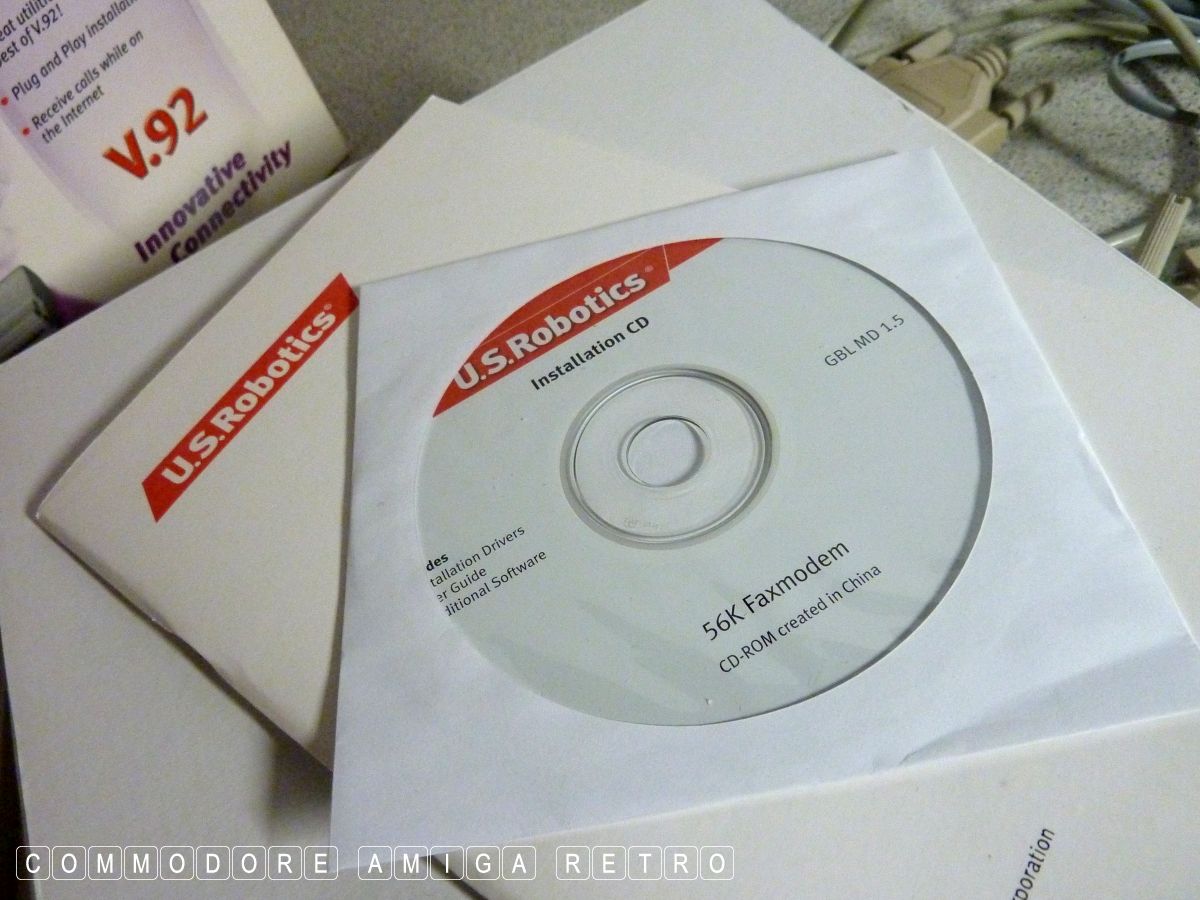 eat utiliti
est of V.92!
• Plug and Play installation
• Receive calls while on
the Internet
V.92
Innovative
Connectivity
U.S.Robotics®
U.S.Robotics®
Installation CD
GBL MD 1.5
des
tallation Drivers
er Guide
ditional Software
56K Faxmodem
CD-ROM created in China
poration
COMMODORE AMIGA RETRO